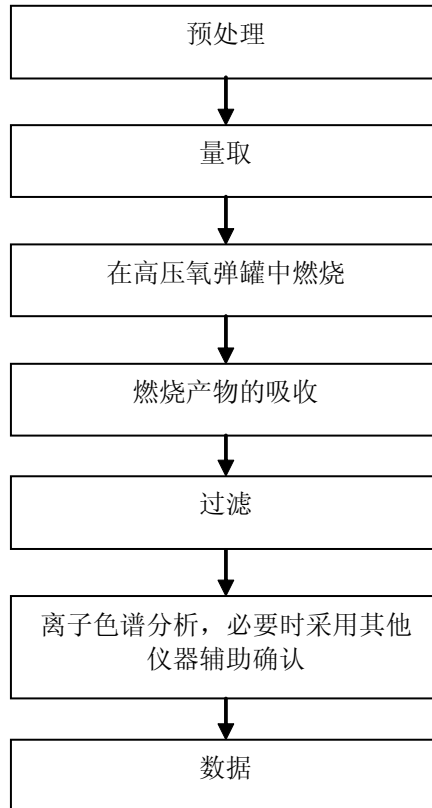 预处理
量取
在高压氧弹罐中燃烧
燃烧产物的吸收
过滤
离子色谱分析，必要时采用其他
仪器辅助确认
数据